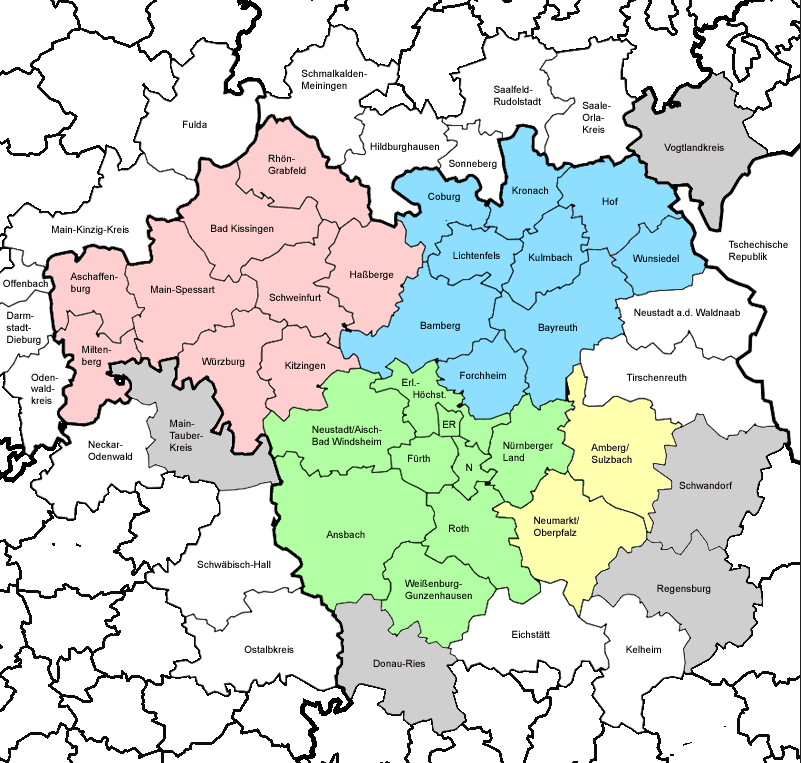 Schmalkalden-
Meiningen
Saalfeld-
Rudolstadt
Saale-
Orla-
Kreis
Fulda
Hildburghausen
Sonneberg
Vogtlandkreis
Rhön-
Grabfeld
Coburg
Kronach
Hof
Main-Kinzig-Kreis
Bad Kissingen
Tschechische
Republik
Lichtenfels
Kulmbach
Wunsiedel
Offenbach
Aschaffen-
burg
Main-Spessart
Haßberge
Schweinfurt
Darm-
stadt-
Dieburg
Neustadt a.d. Waldnaab
Bamberg
Bayreuth
Milten-
berg
Würzburg
Kitzingen
Forchheim
Tirschenreuth
Oden-
wald-
kreis
Erl.-
Höchst.
Main-
Tauber-
Kreis
Neustadt/Aisch-
Bad Windsheim
ER
Neckar-
Odenwald
Fürth
N
Nürnberger
Land
Amberg/
Sulzbach
Schwandorf
Ansbach
Roth
Neumarkt/
Oberpfalz
Schwäbisch-Hall
Weißenburg-
Gunzenhausen
Regensburg
Eichstätt
Ostalbkreis
Donau-Ries
Kelheim